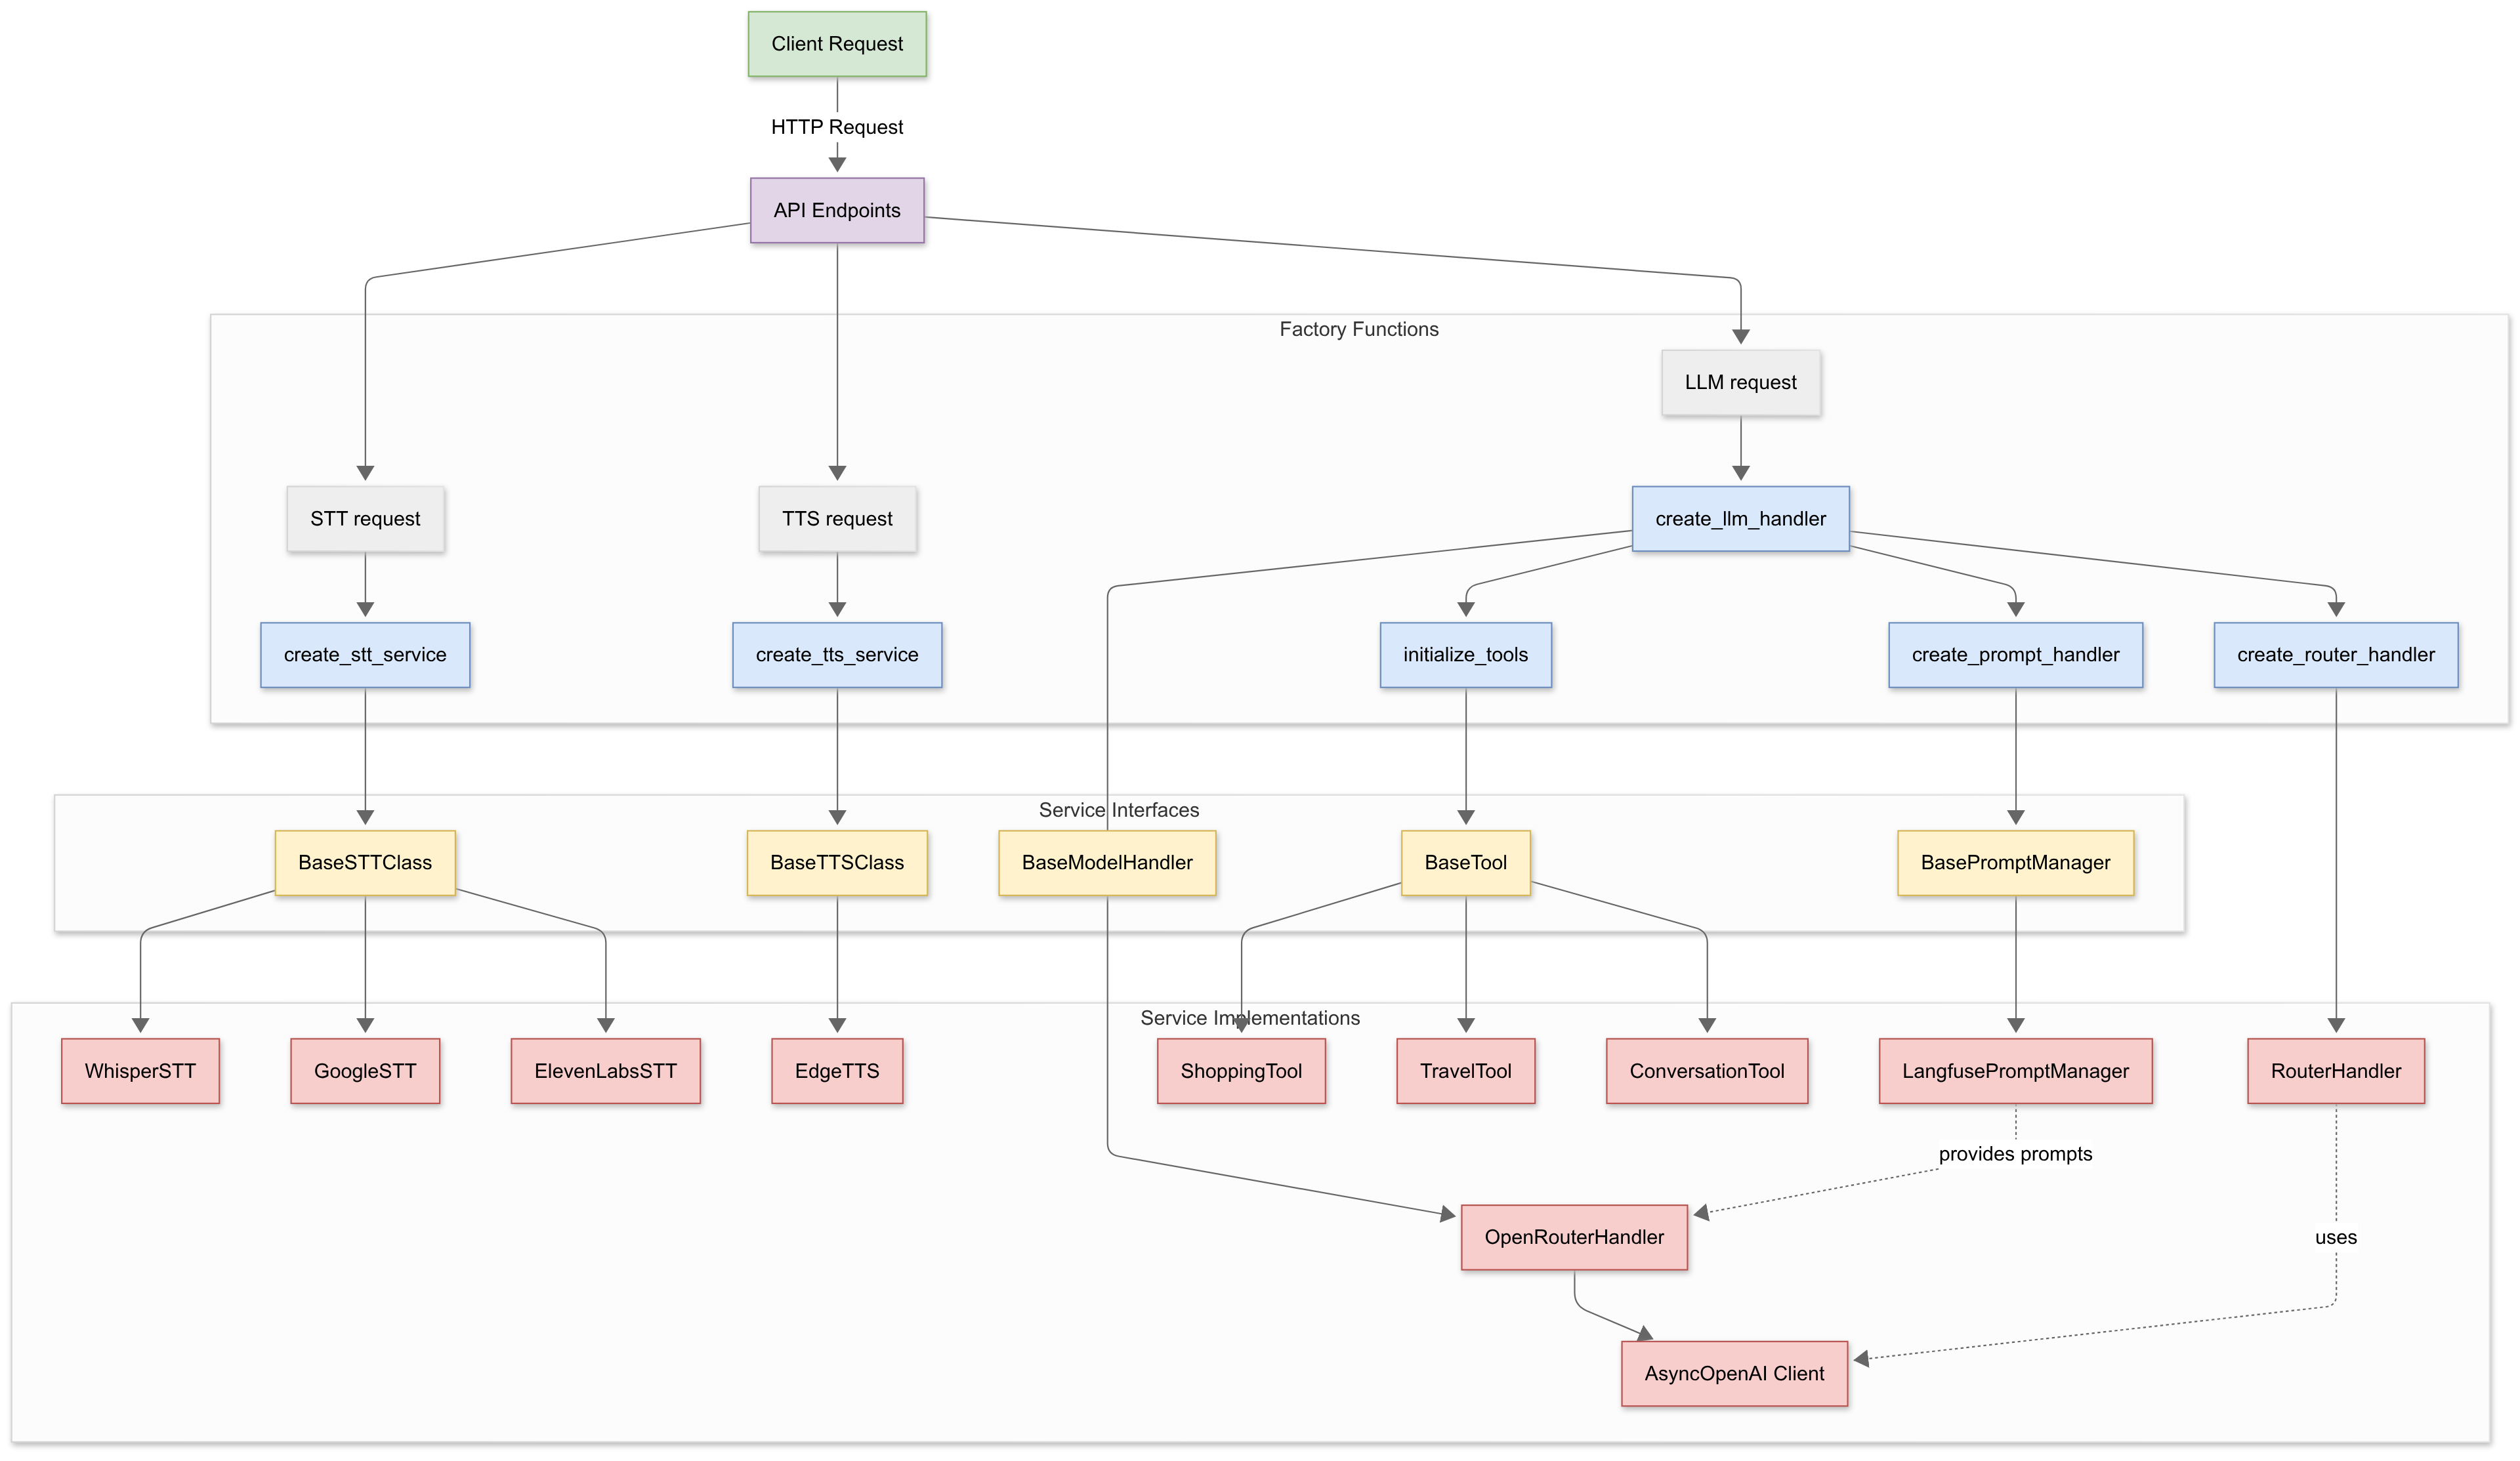 Client Request
HTTP Request
API Endpoints
Factory Functions
LLM request
STT request
TTS request
create_llm_handler
create_stt_service
create_tts_service
initialize_tools
create_prompt_handler
create_router_handler
Service Interfaces
BaseSTTClass
BaseTTSClass
BaseModelHandler
BaseTool
BasePromptManager
Service Implementations
WhisperSTT
GoogleSTT
ElevenLabsSTT
EdgeTTS
ShoppingTool
TravelTool
ConversationTool
LangfusePromptManager
RouterHandler
provides prompts
OpenRouterHandler
uses
AsyncOpenAI Client